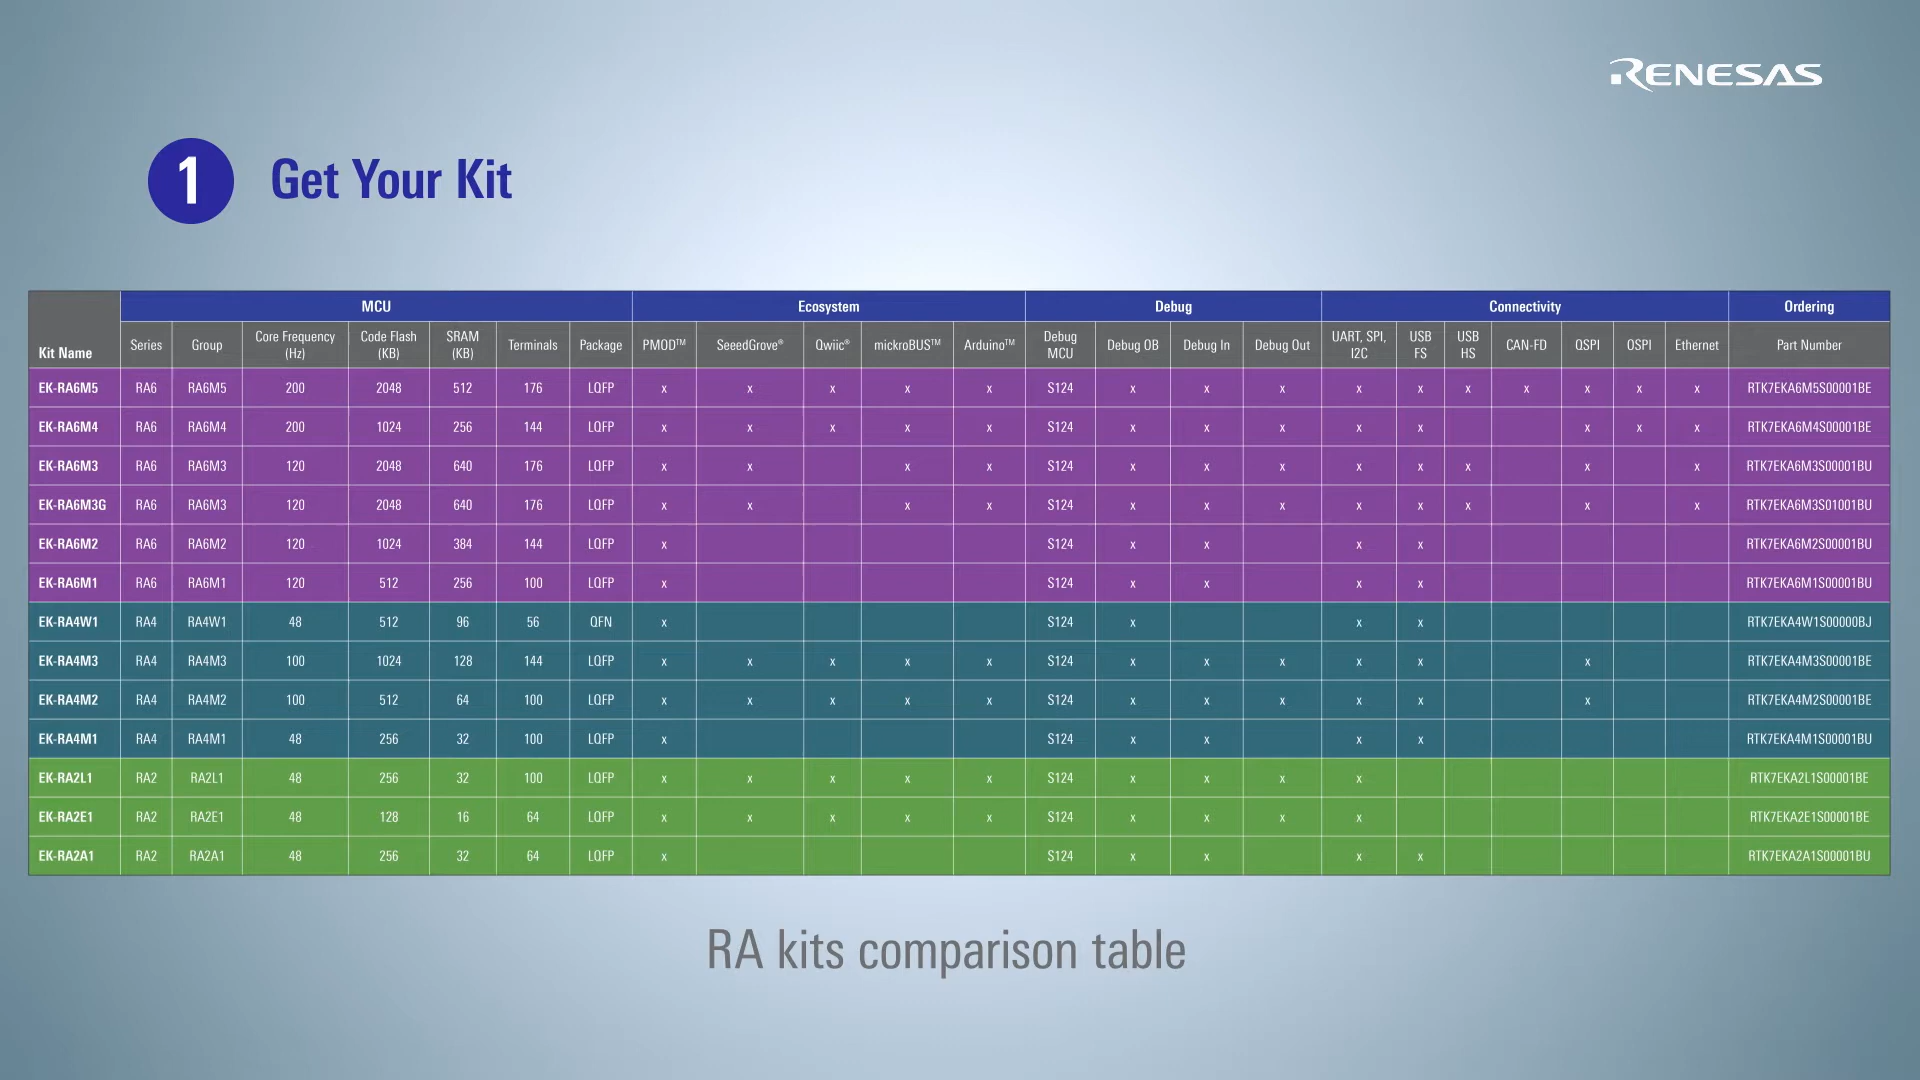 RENESAS
1 Get Your Kit
Kit Name MCU Ecosystem Debug Connectivity Ordering
Series Group Core Frequency (Hz) Code Flash (KB) SRAM (KB) Terminals Package PMOD™ SeeedGrove® Qwiic® mickroBUS™ Arduino™ Debug MCU Debug OB Debug In Debug Out UART, SPI, I2C USB FS USB HS CAN-FD QSPI OSPI Ethernet Part Number
EK-RA6M5 RA6 RA6M5 200 2048 512 176 LQFP x x x x x S124 x x x x x x x x x x RTK7EKA6M5S00001BE
EK-RA6M4 RA6 RA6M4 200 1024 256 144 LQFP x x x x x S124 x x x x x x x x RTK7EKA6M4S00001BE
EK-RA6M3 RA6 RA6M3 120 2048 640 176 LQFP x x x x S124 x x x x x x x x RTK7EKA6M3S00001BU
EK-RA6M3G RA6 RA6M3 120 2048 640 176 LQFP x x x x S124 x x x x x x x x RTK7EKA6M3S01001BU
EK-RA6M2 RA6 RA6M2 120 1024 384 144 LQFP x S124 x x x x RTK7EKA6M2S00001BU
EK-RA6M1 RA6 RA6M1 120 512 256 100 LQFP x S124 x x x x RTK7EKA6M1S00001BU
EK-RA4W1 RA4 RA4W1 48 512 96 56 QFN x S124 x x x RTK7EKA4W1S00000BJ
EK-RA4M3 RA4 RA4M3 100 1024 128 144 LQFP x x x x x S124 x x x x x x RTK7EKA4M3S00001BE
EK-RA4M2 RA4 RA4M2 100 512 64 100 LQFP x x x x x S124 x x x x x x RTK7EKA4M2S00001BE
EK-RA4M1 RA4 RA4M1 48 256 32 100 LQFP x S124 x x x x RTK7EKA4M1S00001BU
EK-RA2L1 RA2 RA2L1 48 256 32 100 LQFP x x x x x S124 x x x x RTK7EKA2L1S00001BE
EK-RA2E1 RA2 RA2E1 48 128 16 64 LQFP x x x x x S124 x x x x RTK7EKA2E1S00001BE
EK-RA2A1 RA2 RA2A1 48 256 32 64 LQFP x S124 x x x x RTK7EKA2A1S00001BU
RA kits comparison table